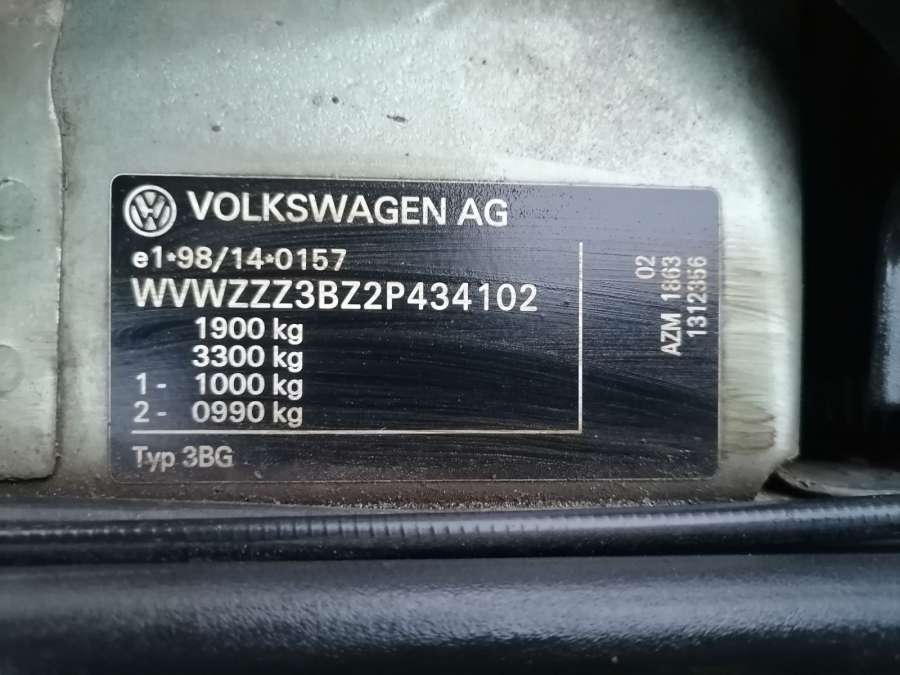 VOLKSWAGEN AG
e1*98/14*0157
WVWZZZ3BZ2P434102
1900 kg
3300 kg
1- 1000 kg
2- 0990 kg
Typ 3BG
02
AZM 1863
1312356